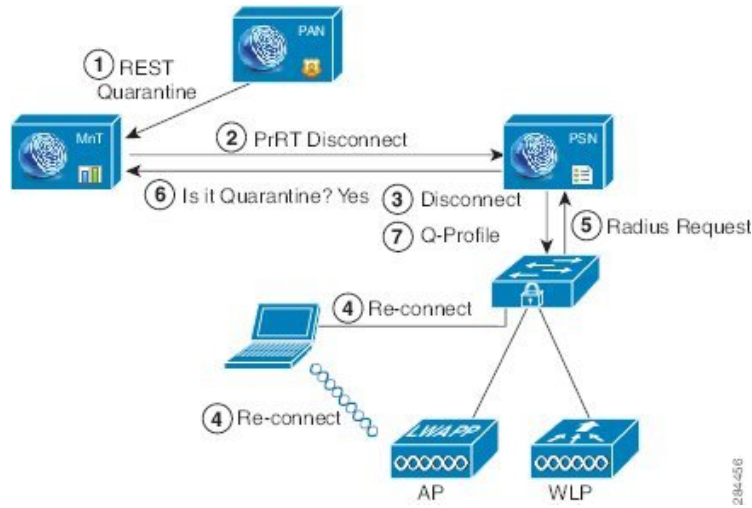 PAN
1 REST
Quarantine
MnT
2 PrRT Disconnect
PSN
6 Is it Quarantine? Yes
3 Disconnect
7 Q-Profile
5 Radius Request
4 Re-connect
4 Re-connect
LWAPP
AP
WLP
284456